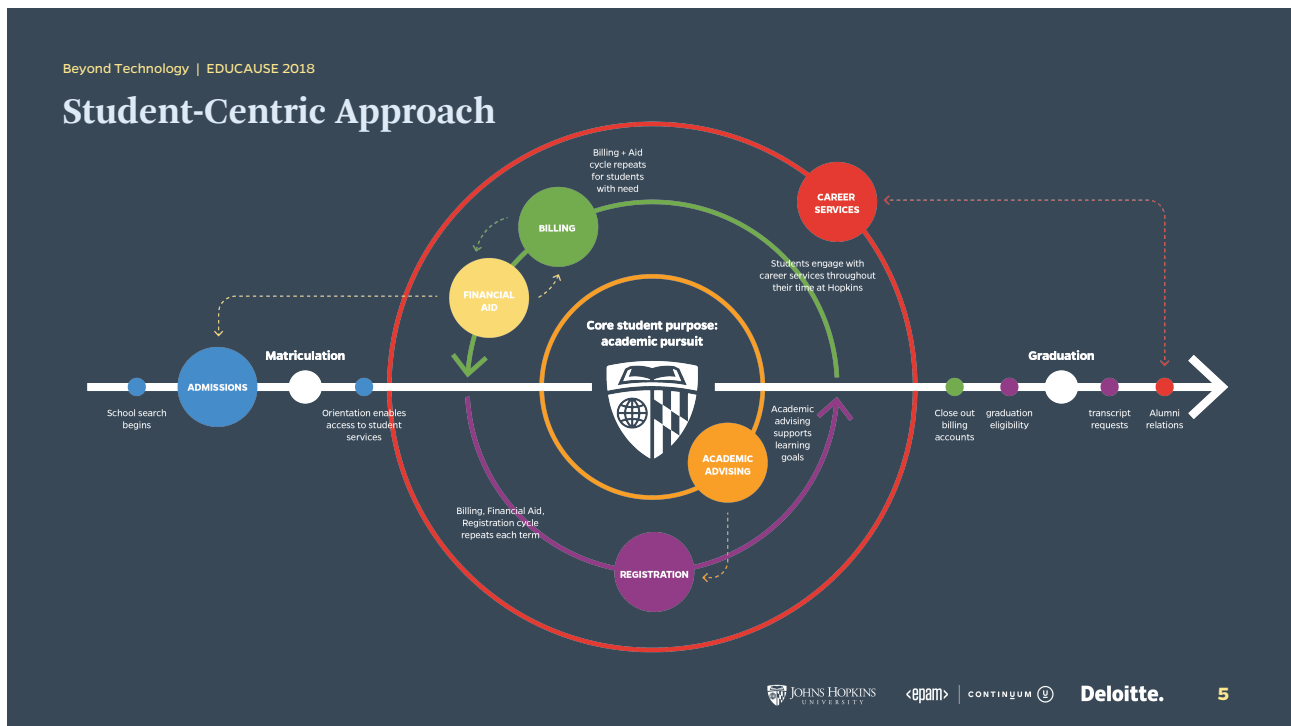 Beyond Technology | EDUCAUSE 2018
Student-Centric Approach
Billing + Aid
cycle repeats
for students
with need
CAREER
SERVICES
BILLING
Students engage with
career services throughout
their time at Hopkins
FINANCIAL
AID
Core student purpose:
academic pursuit
Matriculation
Graduation
ADMISSIONS
School search
begins
Orientation enables
access to student
services
Academic
advising
supports
learning
goals
Close out
billing
accounts
graduation
eligibility
transcript
requests
Alumni
relations
ACADEMIC
ADVISING
Billing, Financial Aid,
Registration cycle
repeats each term
REGISTRATION
JOHNS HOPKINS
UNIVERSITY
<epam> | CONTINUUM
Deloitte.
5